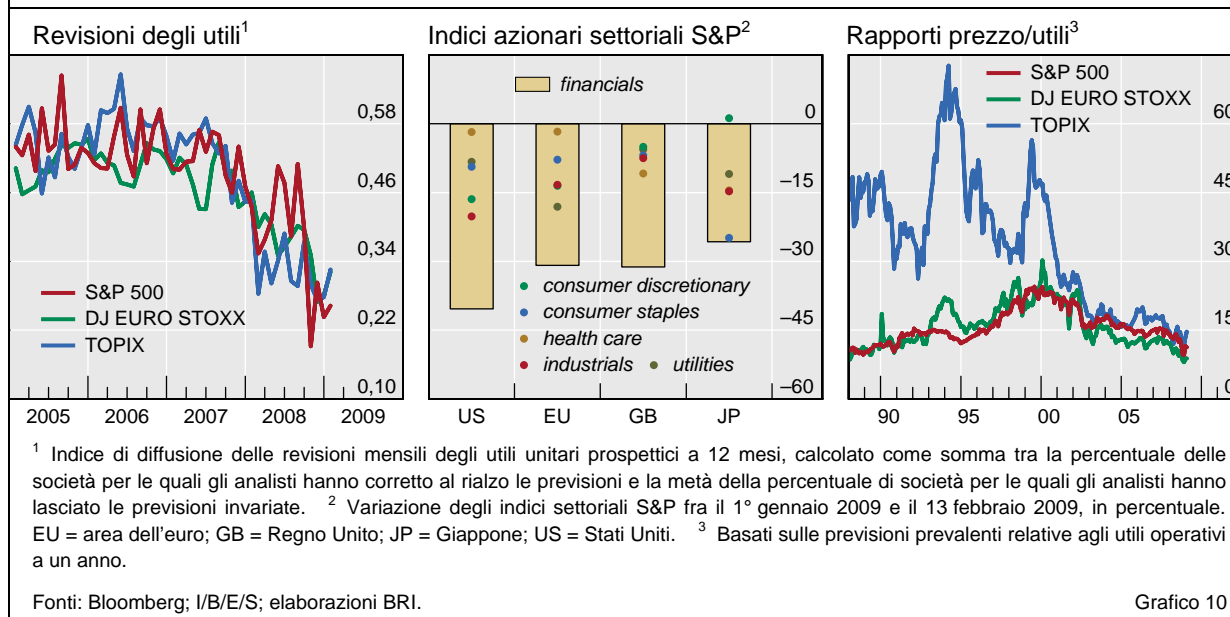 Revisioni degli utili¹
Indici azionari settoriali S&P²
Rapporti prezzo/utili³
0,58
0,46
0,34
0,22
0,10
S&P 500
DJ EURO STOXX
TOPIX
2005 2006 2007 2008 2009
financials
0
–15
–30
–45
–60
consumer discretionary
consumer staples
health care
industrials utilities
US EU GB JP
S&P 500
DJ EURO STOXX
TOPIX
60
45
30
15
0
90 95 00 05
¹ Indice di diffusione delle revisioni mensili degli utili unitari prospettici a 12 mesi, calcolato come somma tra la percentuale delle
società per le quali gli analisti hanno corretto al rialzo le previsioni e la metà della percentuale di società per le quali gli analisti hanno
lasciato le previsioni invariate. ² Variazione degli indici settoriali S&P fra il 1° gennaio 2009 e il 13 febbraio 2009, in percentuale.
EU = area dell'euro; GB = Regno Unito; JP = Giappone; US = Stati Uniti. ³ Basati sulle previsioni prevalenti relative agli utili operativi
a un anno.
Fonti: Bloomberg; I/B/E/S; elaborazioni BRI.
Grafico 10